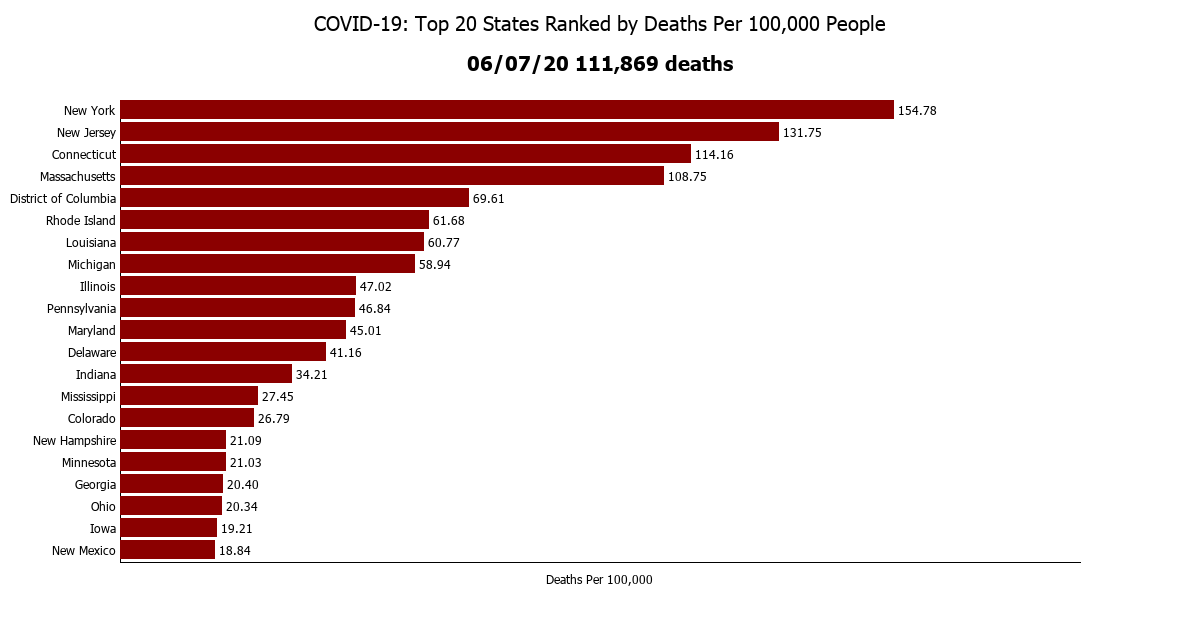 COVID-19: Top 20 States Ranked by Deaths Per 100,000 People
06/07/20 111,869 deaths
New York 154.78
New Jersey 131.75
Connecticut 114.16
Massachusetts 108.75
District of Columbia 69.61
Rhode Island 61.68
Louisiana 60.77
Michigan 58.94
Illinois 47.02
Pennsylvania 46.84
Maryland 45.01
Delaware 41.16
Indiana 34.21
Mississippi 27.45
Colorado 26.79
New Hampshire 21.09
Minnesota 21.03
Georgia 20.40
Ohio 20.34
Iowa 19.21
New Mexico 18.84
Deaths Per 100,000